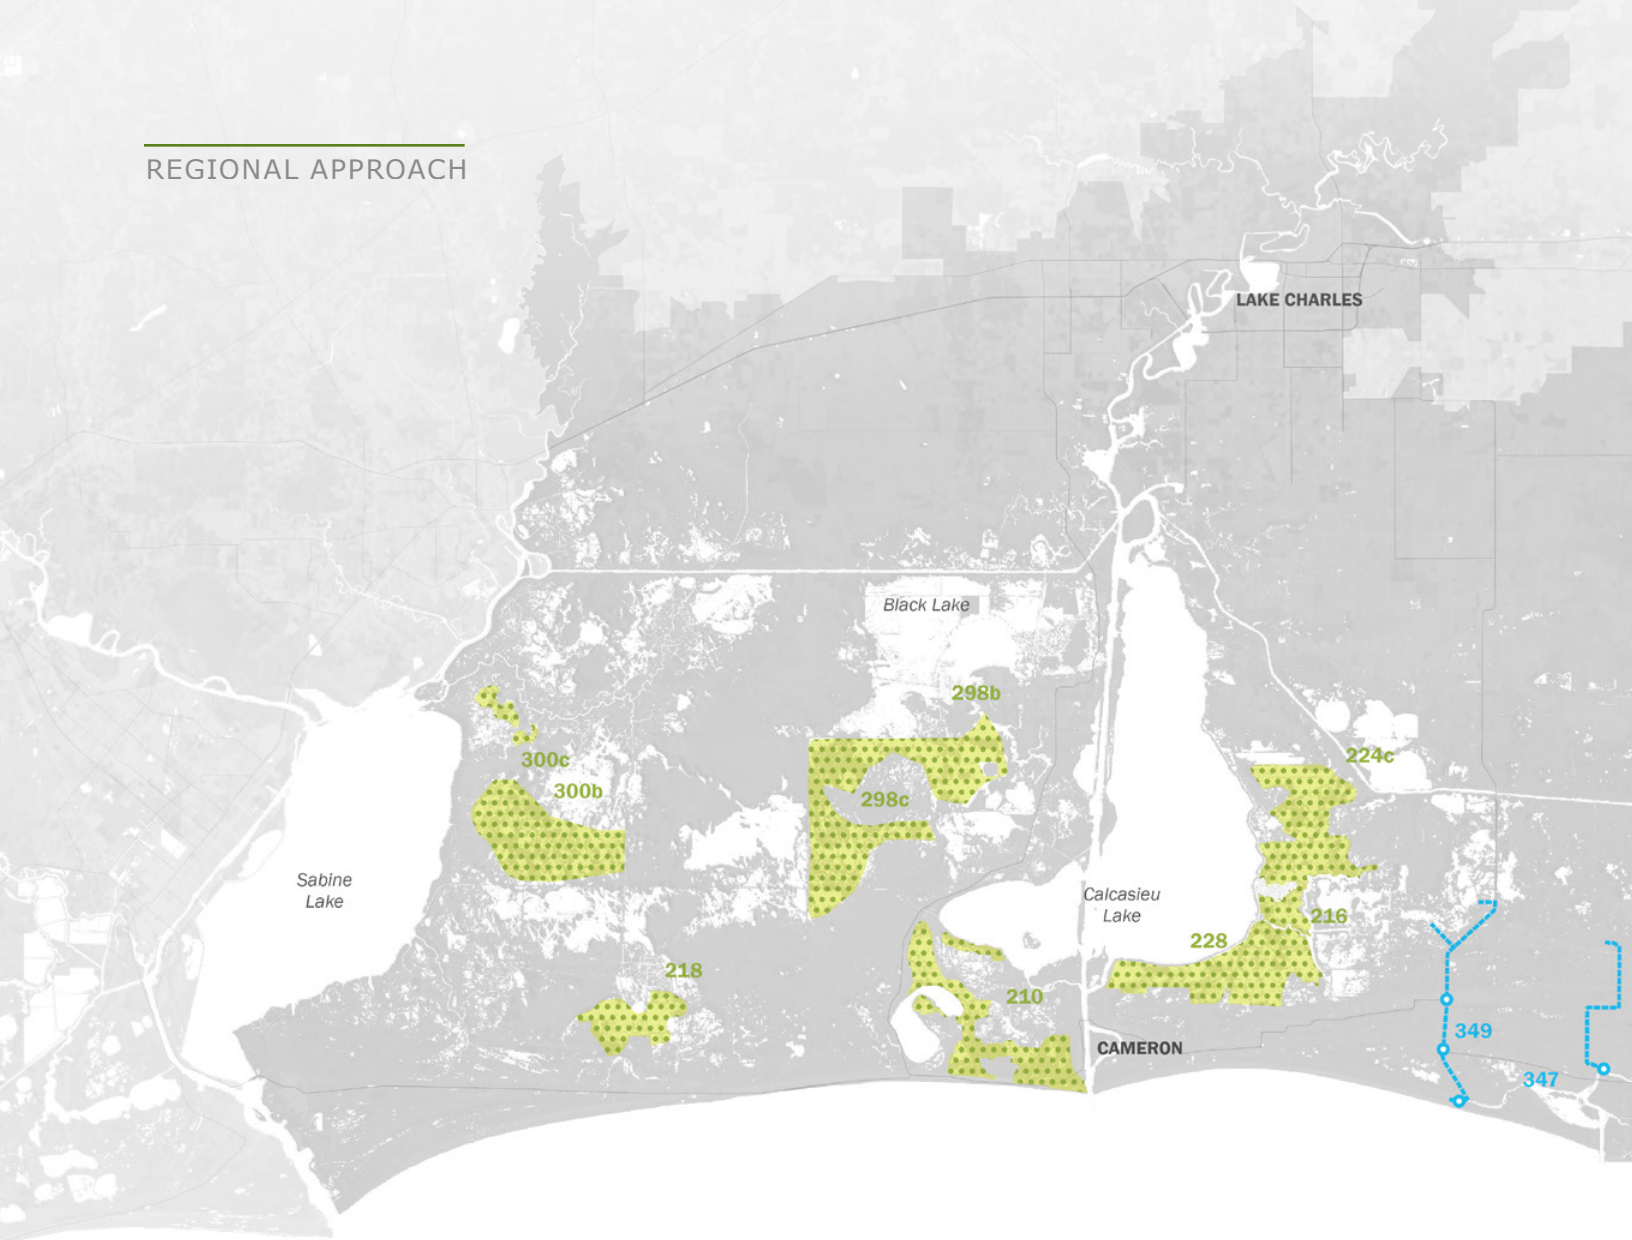 REGIONAL APPROACH
LAKE CHARLES
Black Lake
298b
300c
224c
300b
298c
Sabine
Lake
Calcasieu
Lake
216
228
218
210
349
CAMERON
347